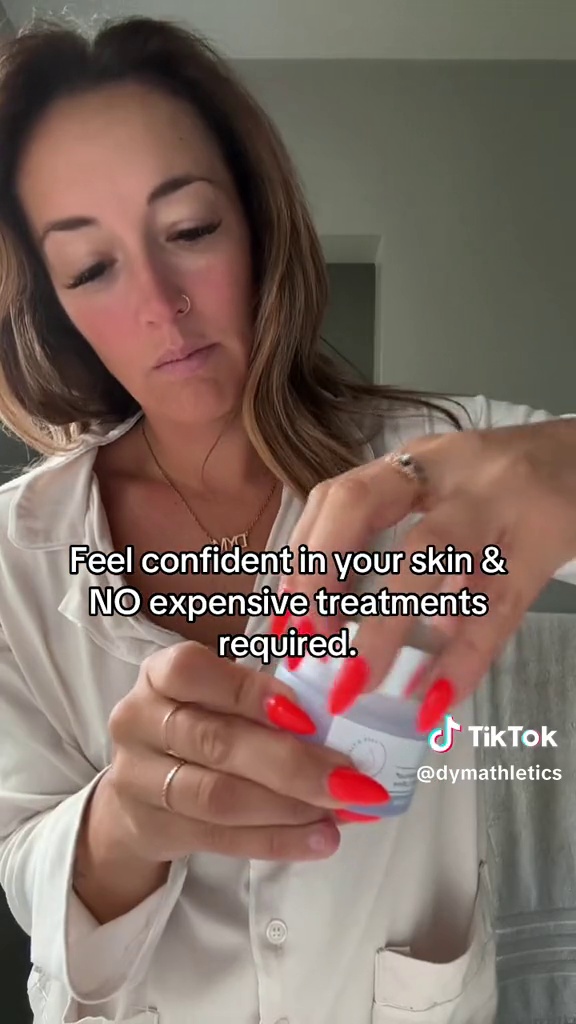 Feel confident in your skin &
NO expensive treatments
required.
TikTok
@dymathletics